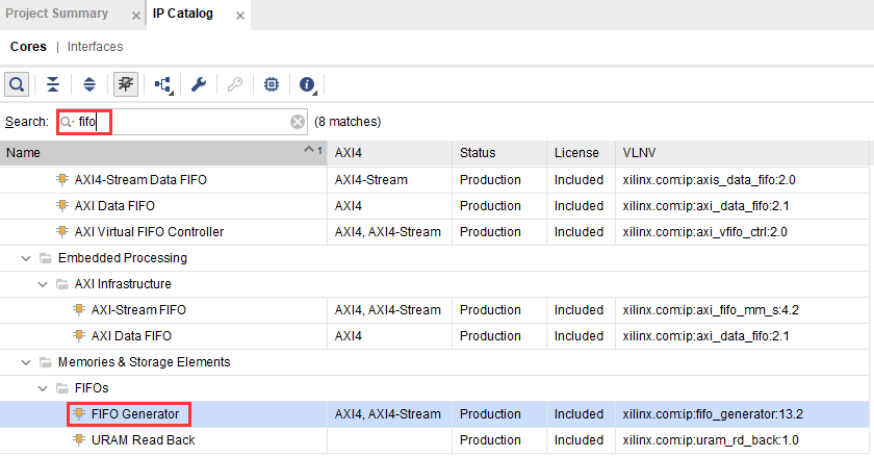 Project Summary × IP Catalog ×
Cores | Interfaces
Search: fifo (8 matches)
Name 1 AXI4 Status License VLNV
AXI4-Stream Data FIFO AXI4-Stream Production Included xilinx.com:ip:axis_data_fifo:2.0
AXI Data FIFO AXI4 Production Included xilinx.com:ip:axi_data_fifo:2.1
AXI Virtual FIFO Controller AXI4, AXI4-Stream Production Included xilinx.com:ip:axi_vfifo_ctrl:2.0
Embedded Processing
AXI Infrastructure
AXI-Stream FIFO AXI4, AXI4-Stream Production Included xilinx.com:ip:axi_fifo_mm_s:4.2
AXI Data FIFO AXI4 Production Included xilinx.com:ip:axi_data_fifo:2.1
Memories & Storage Elements
FIFOs
FIFO Generator AXI4, AXI4-Stream Production Included xilinx.com:ip:fifo_generator:13.2
URAM Read Back Production Included xilinx.com:ip:uram_rd_back:1.0